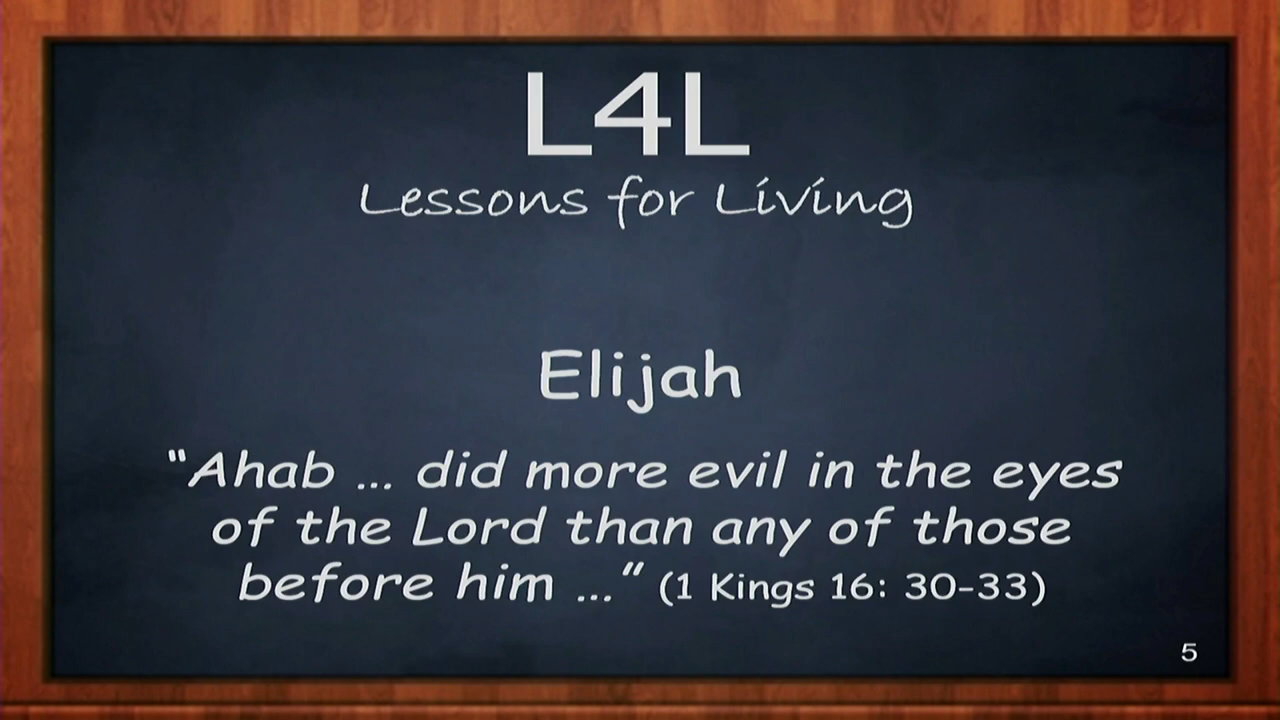 L4L
Lessons for Living
Elijah
“Ahab ... did more evil in the eyes
of the Lord than any of those
before him ...” (1 Kings 16: 30-33)
5